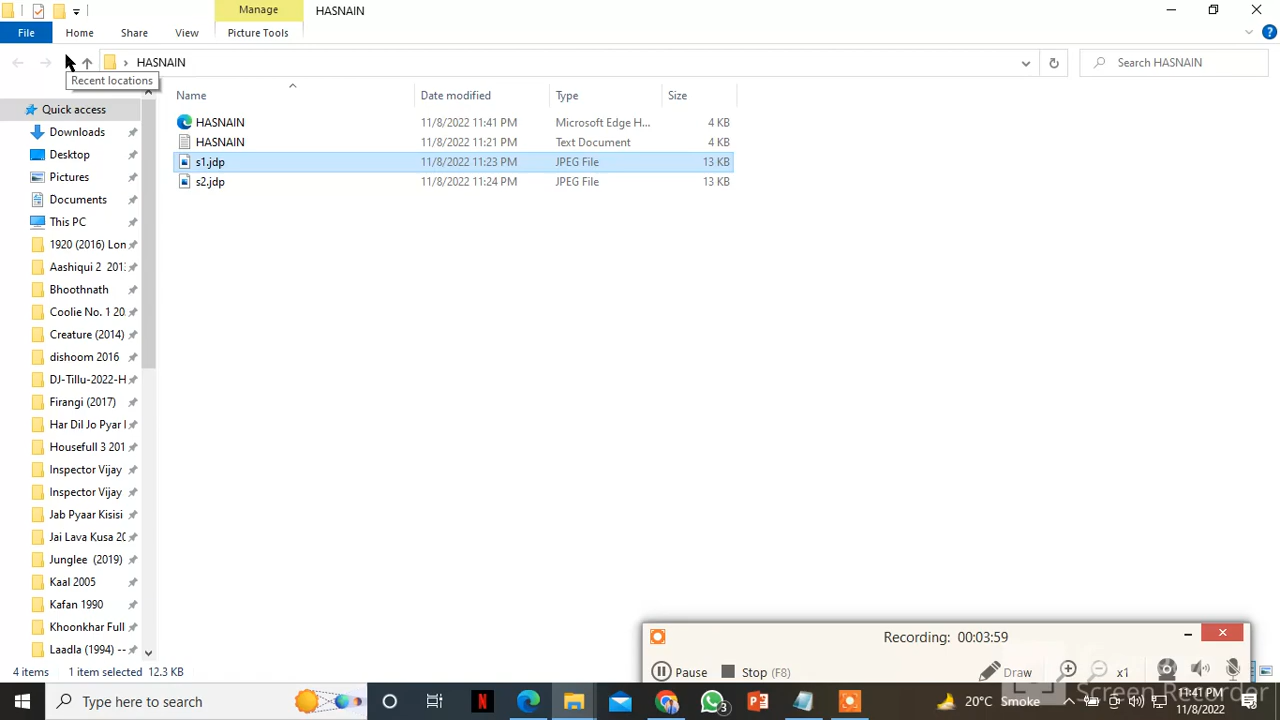 Manage
HASNAIN
File
Home
Share
View
Picture Tools
HASNAIN
Search HASNAIN
Recent locations
Name
Date modified
Type
Size
Quick access
HASNAIN
11/8/2022 11:41 PM
Microsoft Edge H...
4 KB
Downloads
HASNAIN
11/8/2022 11:21 PM
Text Document
4 KB
Desktop
s1.jdp
11/8/2022 11:23 PM
JPEG File
13 KB
Pictures
s2.jdp
11/8/2022 11:24 PM
JPEG File
13 KB
Documents
This PC
1920 (2016) Lon
Aashiqui 2 201
Bhoothnath
Coolie No. 1 20
Creature (2014)
dishoom 2016
DJ-Tillu-2022-H
Firangi (2017)
Har Dil Jo Pyar
Housefull 3 201
Inspector Vijay
Inspector Vijay
Jab Pyaar Kisisi
Jai Lava Kusa 20
Junglee (2019)
Kaal 2005
Kafan 1990
Khoonkhar Full
Laadla (1994) --
Recording: 00:03:59
Pause
Stop (F8)
Draw
x1
4 items
1 item selected 12.3 KB
Screen Recorder
Type here to search
3
20°C
Smoke
11:41 PM
11/8/2022